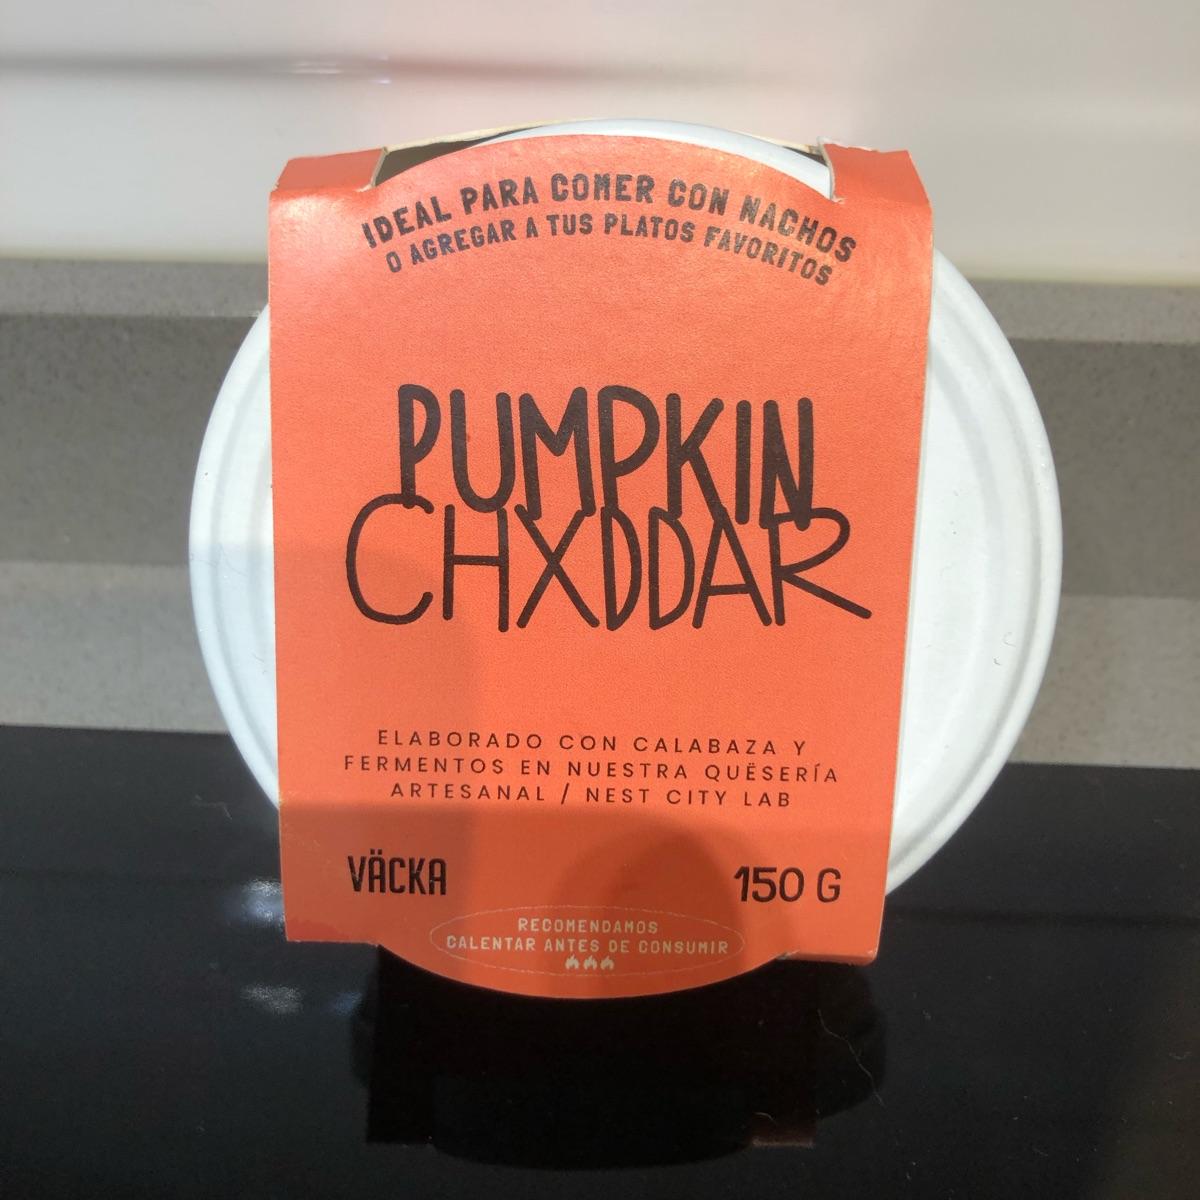 IDEAL PARA COMER CON NACHOS
O AGREGAR A TUS PLATOS FAVORITOS
PUMPKIN
CHXDDAR
ELABORADO CON CALABAZA Y
FERMENTOS EN NUESTRA QUËSERÍA
ARTESANAL / NEST CITY LAB
VÄCKA
150 G
RECOMENDAMOS
CALENTAR ANTES DE CONSUMIR